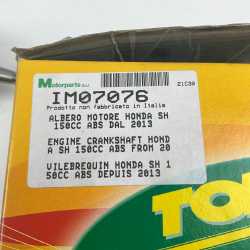 Motorparts S.p.A.
21C30
IM07076
Prodotto non fabbricato in Italia
ALBERO MOTORE HONDA SH
150CC ABS DAL 2013
ENGINE CRANKSHAFT HOND
A SH 150CC ABS FROM 20
VILEBREQUIN HONDA SH 1
50CC ABS DEPUIS 2013
TO